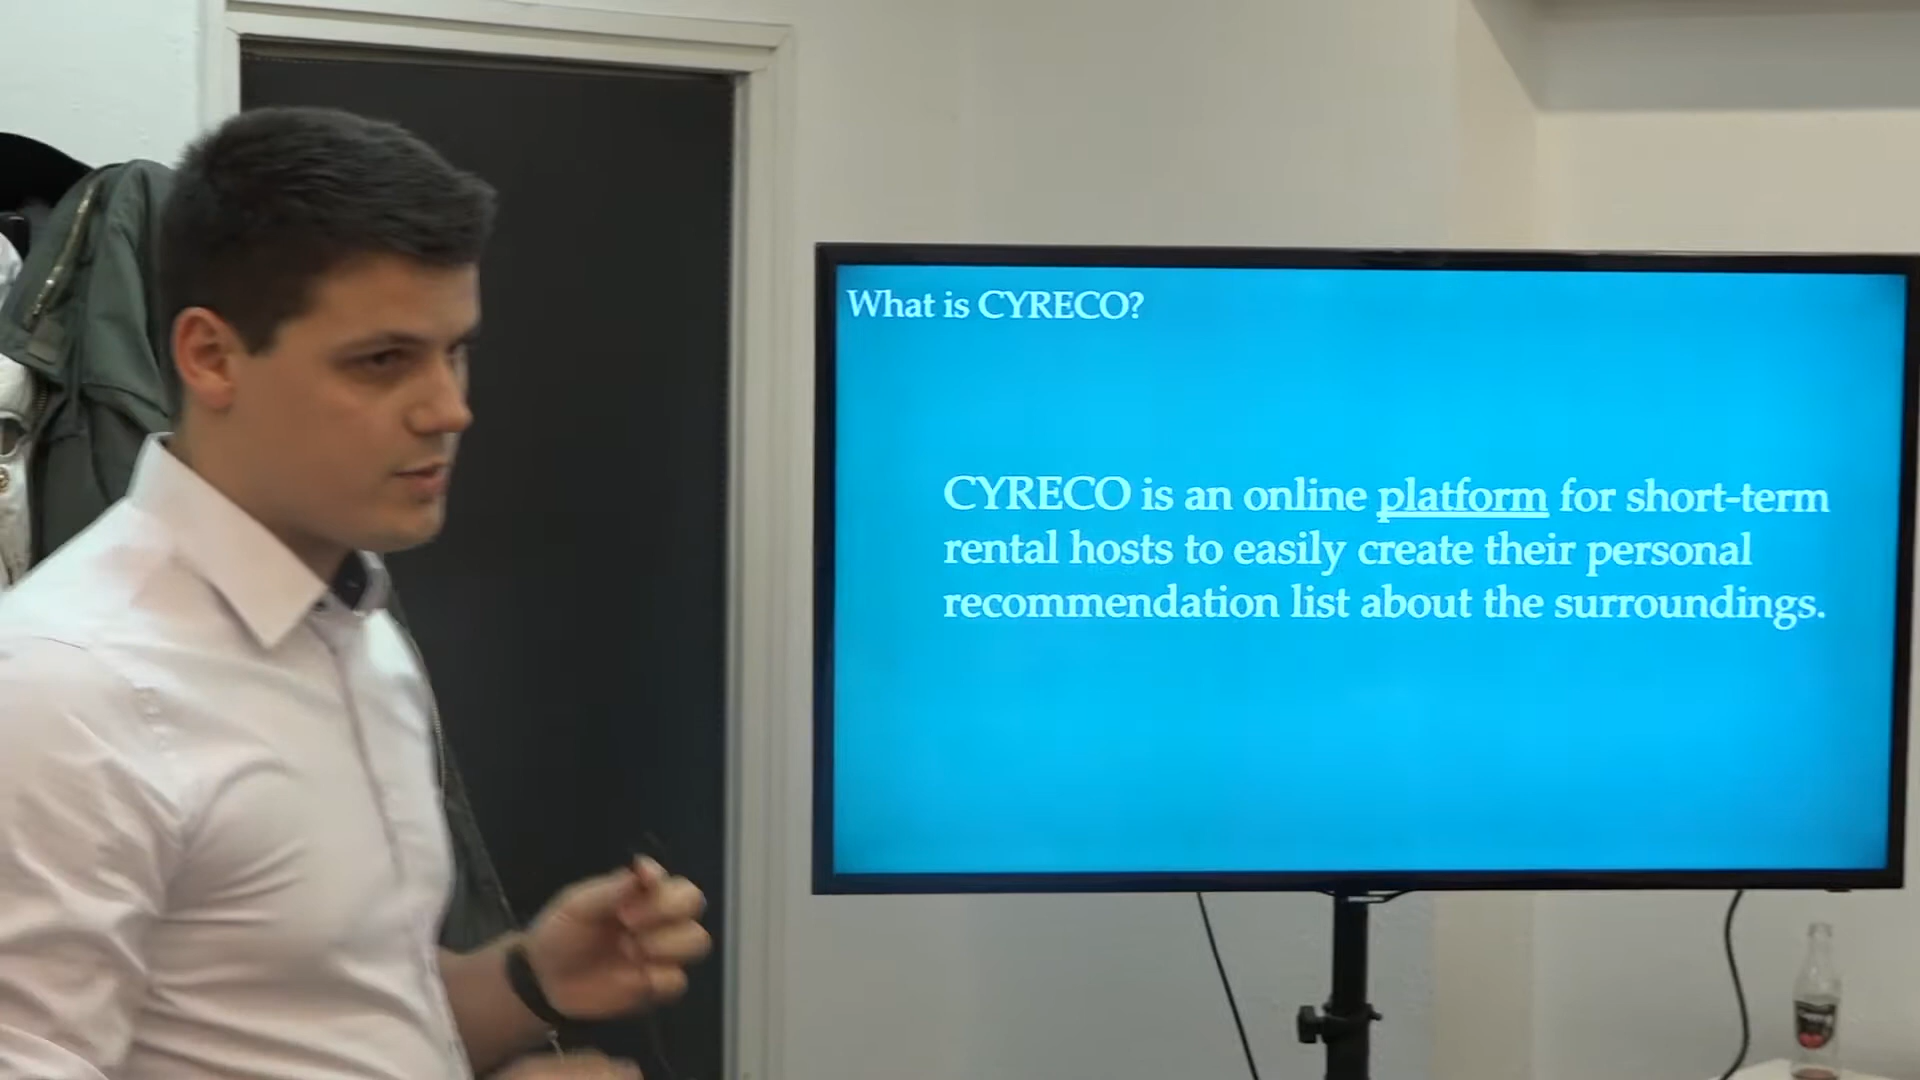 What is CYRECO?
CYRECO is an online platform for short-term
rental hosts to easily create their personal
recommendation list about the surroundings.